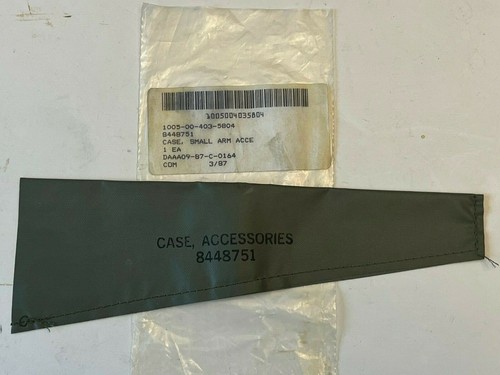 1005004035804
1005-00-403-5804
8448751
CASE, SMALL ARM ACCE
1 EA
DAAA09-87-C-0164
COM 3/87
CASE, ACCESSORIES
8448751